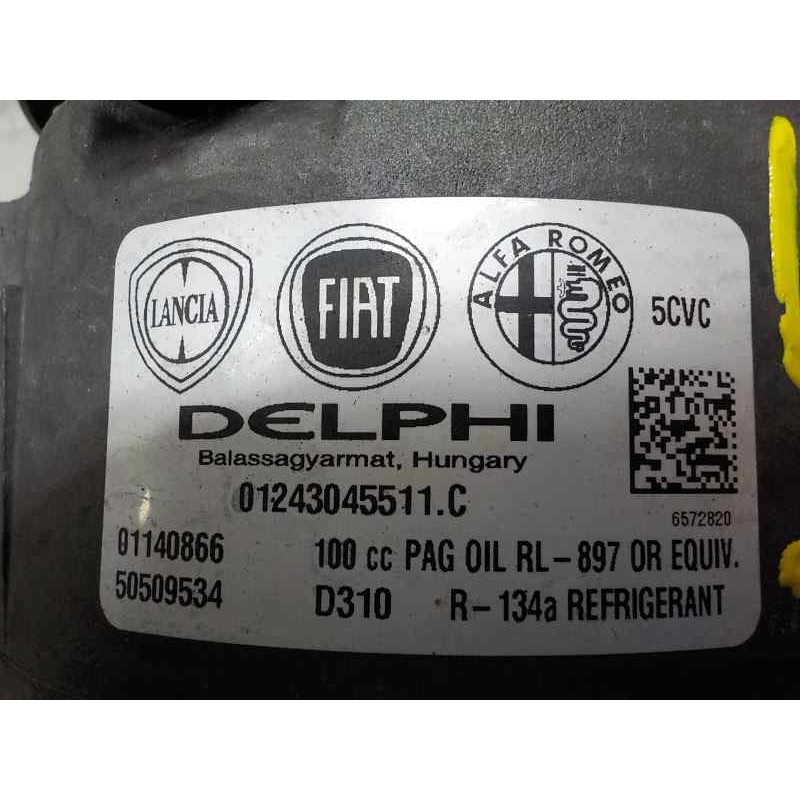 LANCIA
FIAT
ALFA ROMEO
5CVC
DELPHI
Balassagyarmat, Hungary
01243045511.C
6572820
01140866 100 cc PAG OIL RL-897 OR EQUIV.
50509534 D310 R-134a REFRIGERANT